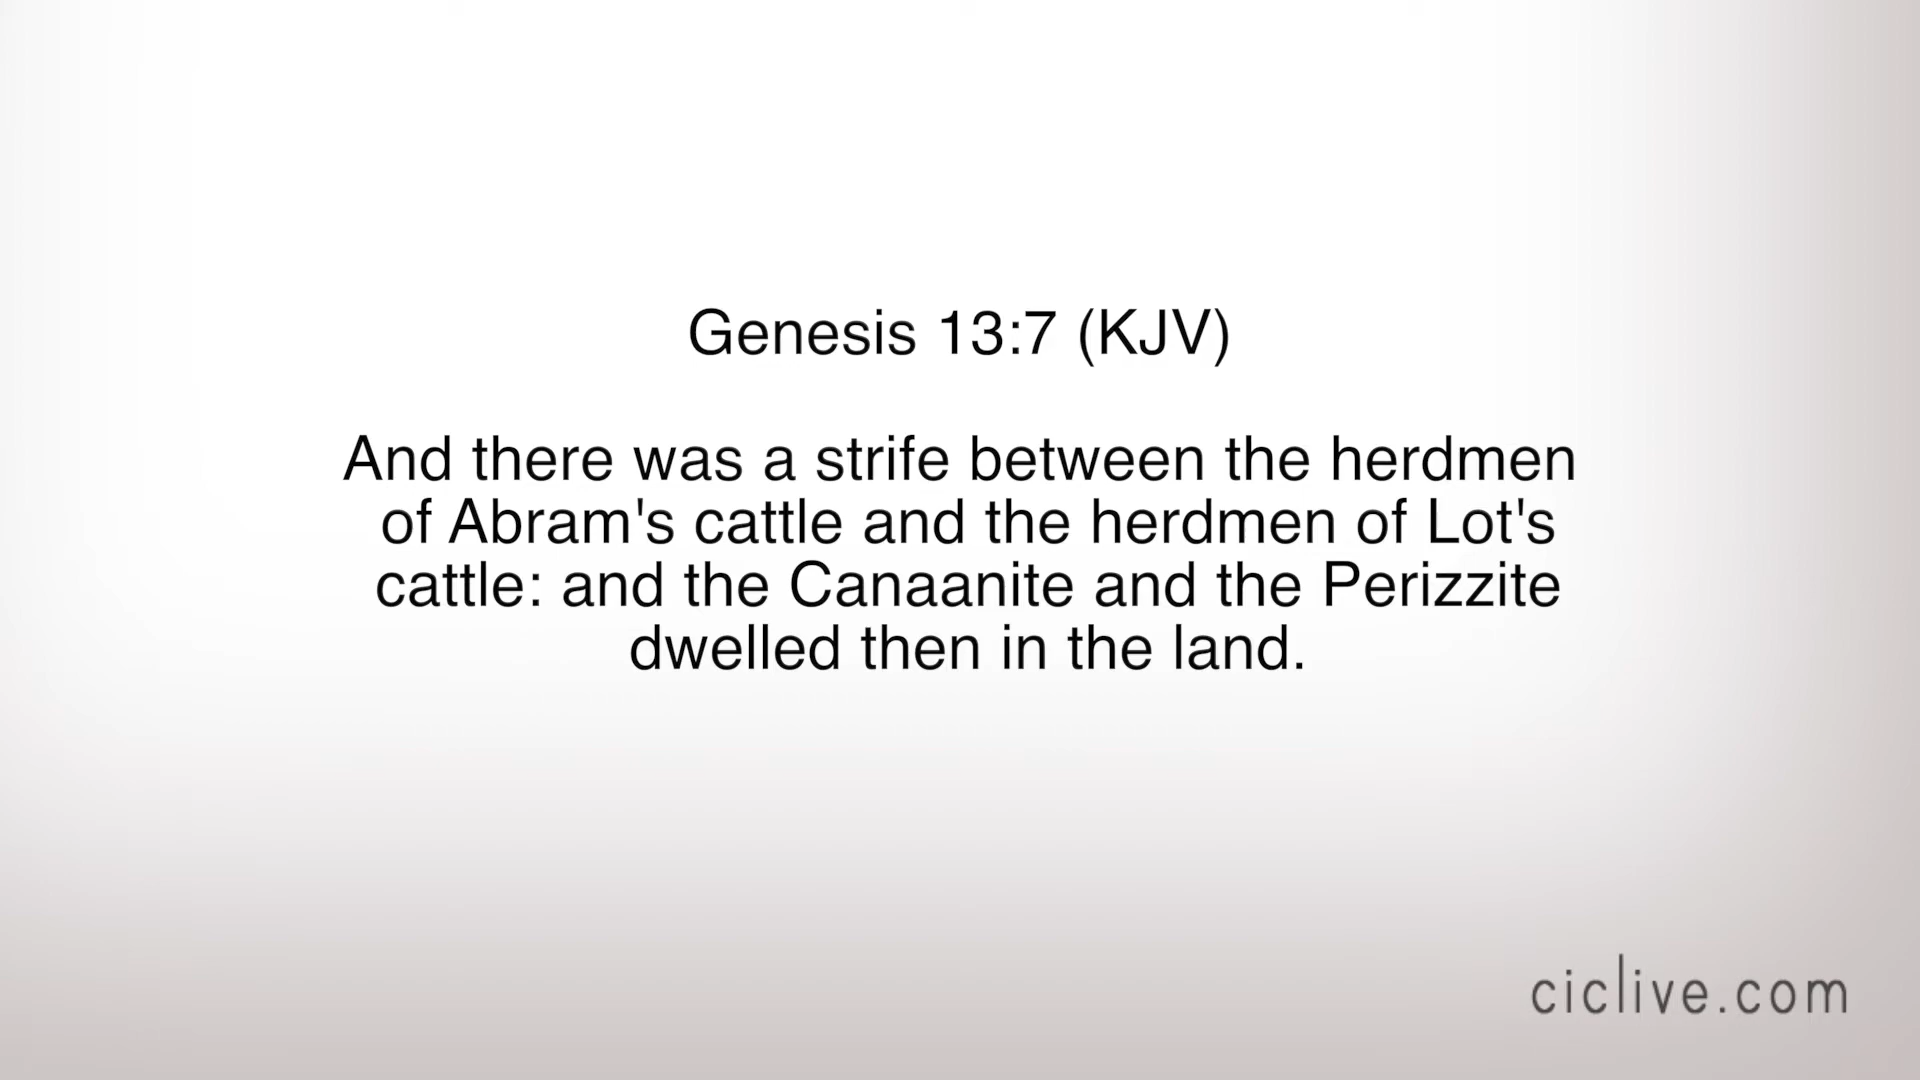 Genesis 13:7 (KJV)
And there was a strife between the herdmen
of Abram's cattle and the herdmen of Lot's
cattle: and the Canaanite and the Perizzite
dwelled then in the land.
ciclive.com